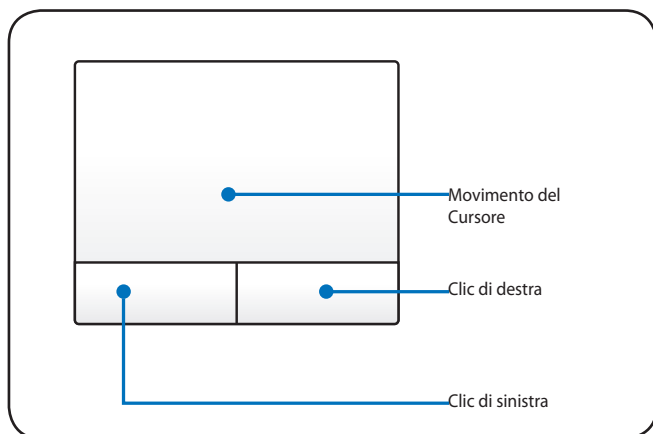 Movimento del
Cursore
Clic di destra
Clic di sinistra